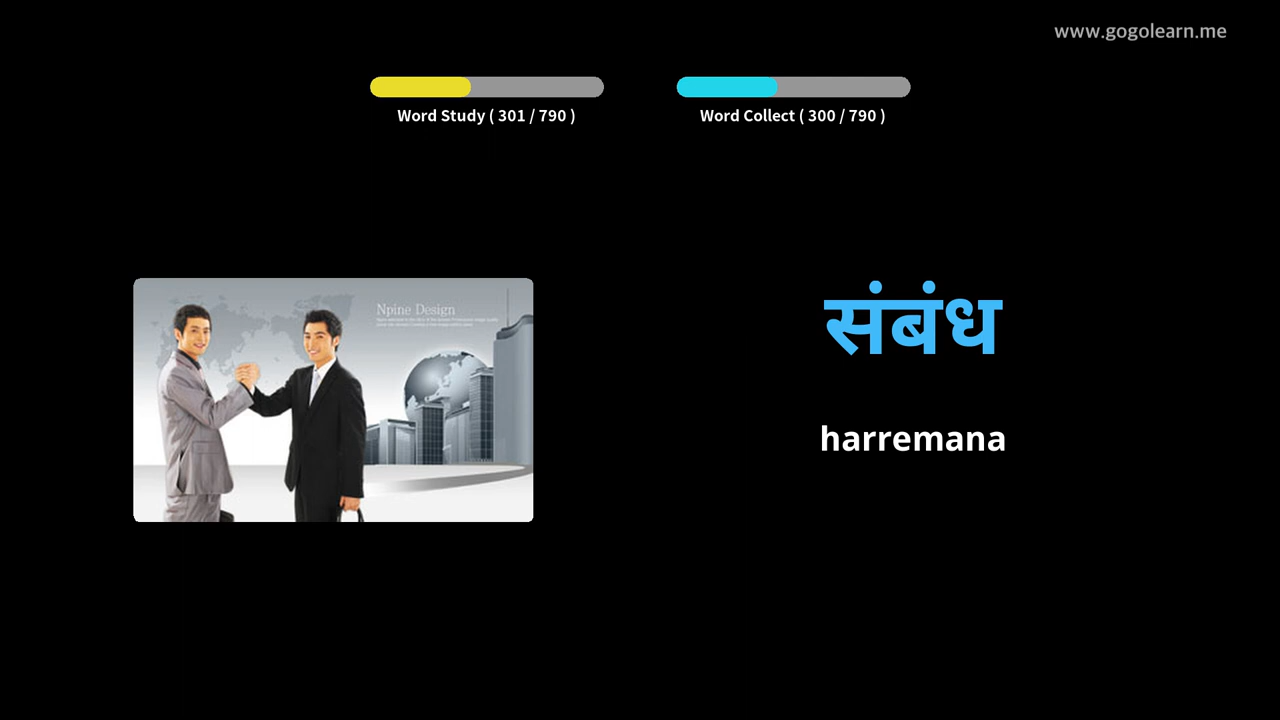 www.gogolearn.me
Word Study ( 301 / 790 )
Word Collect ( 300 / 790 )
Npine Design
संबंध
harremana